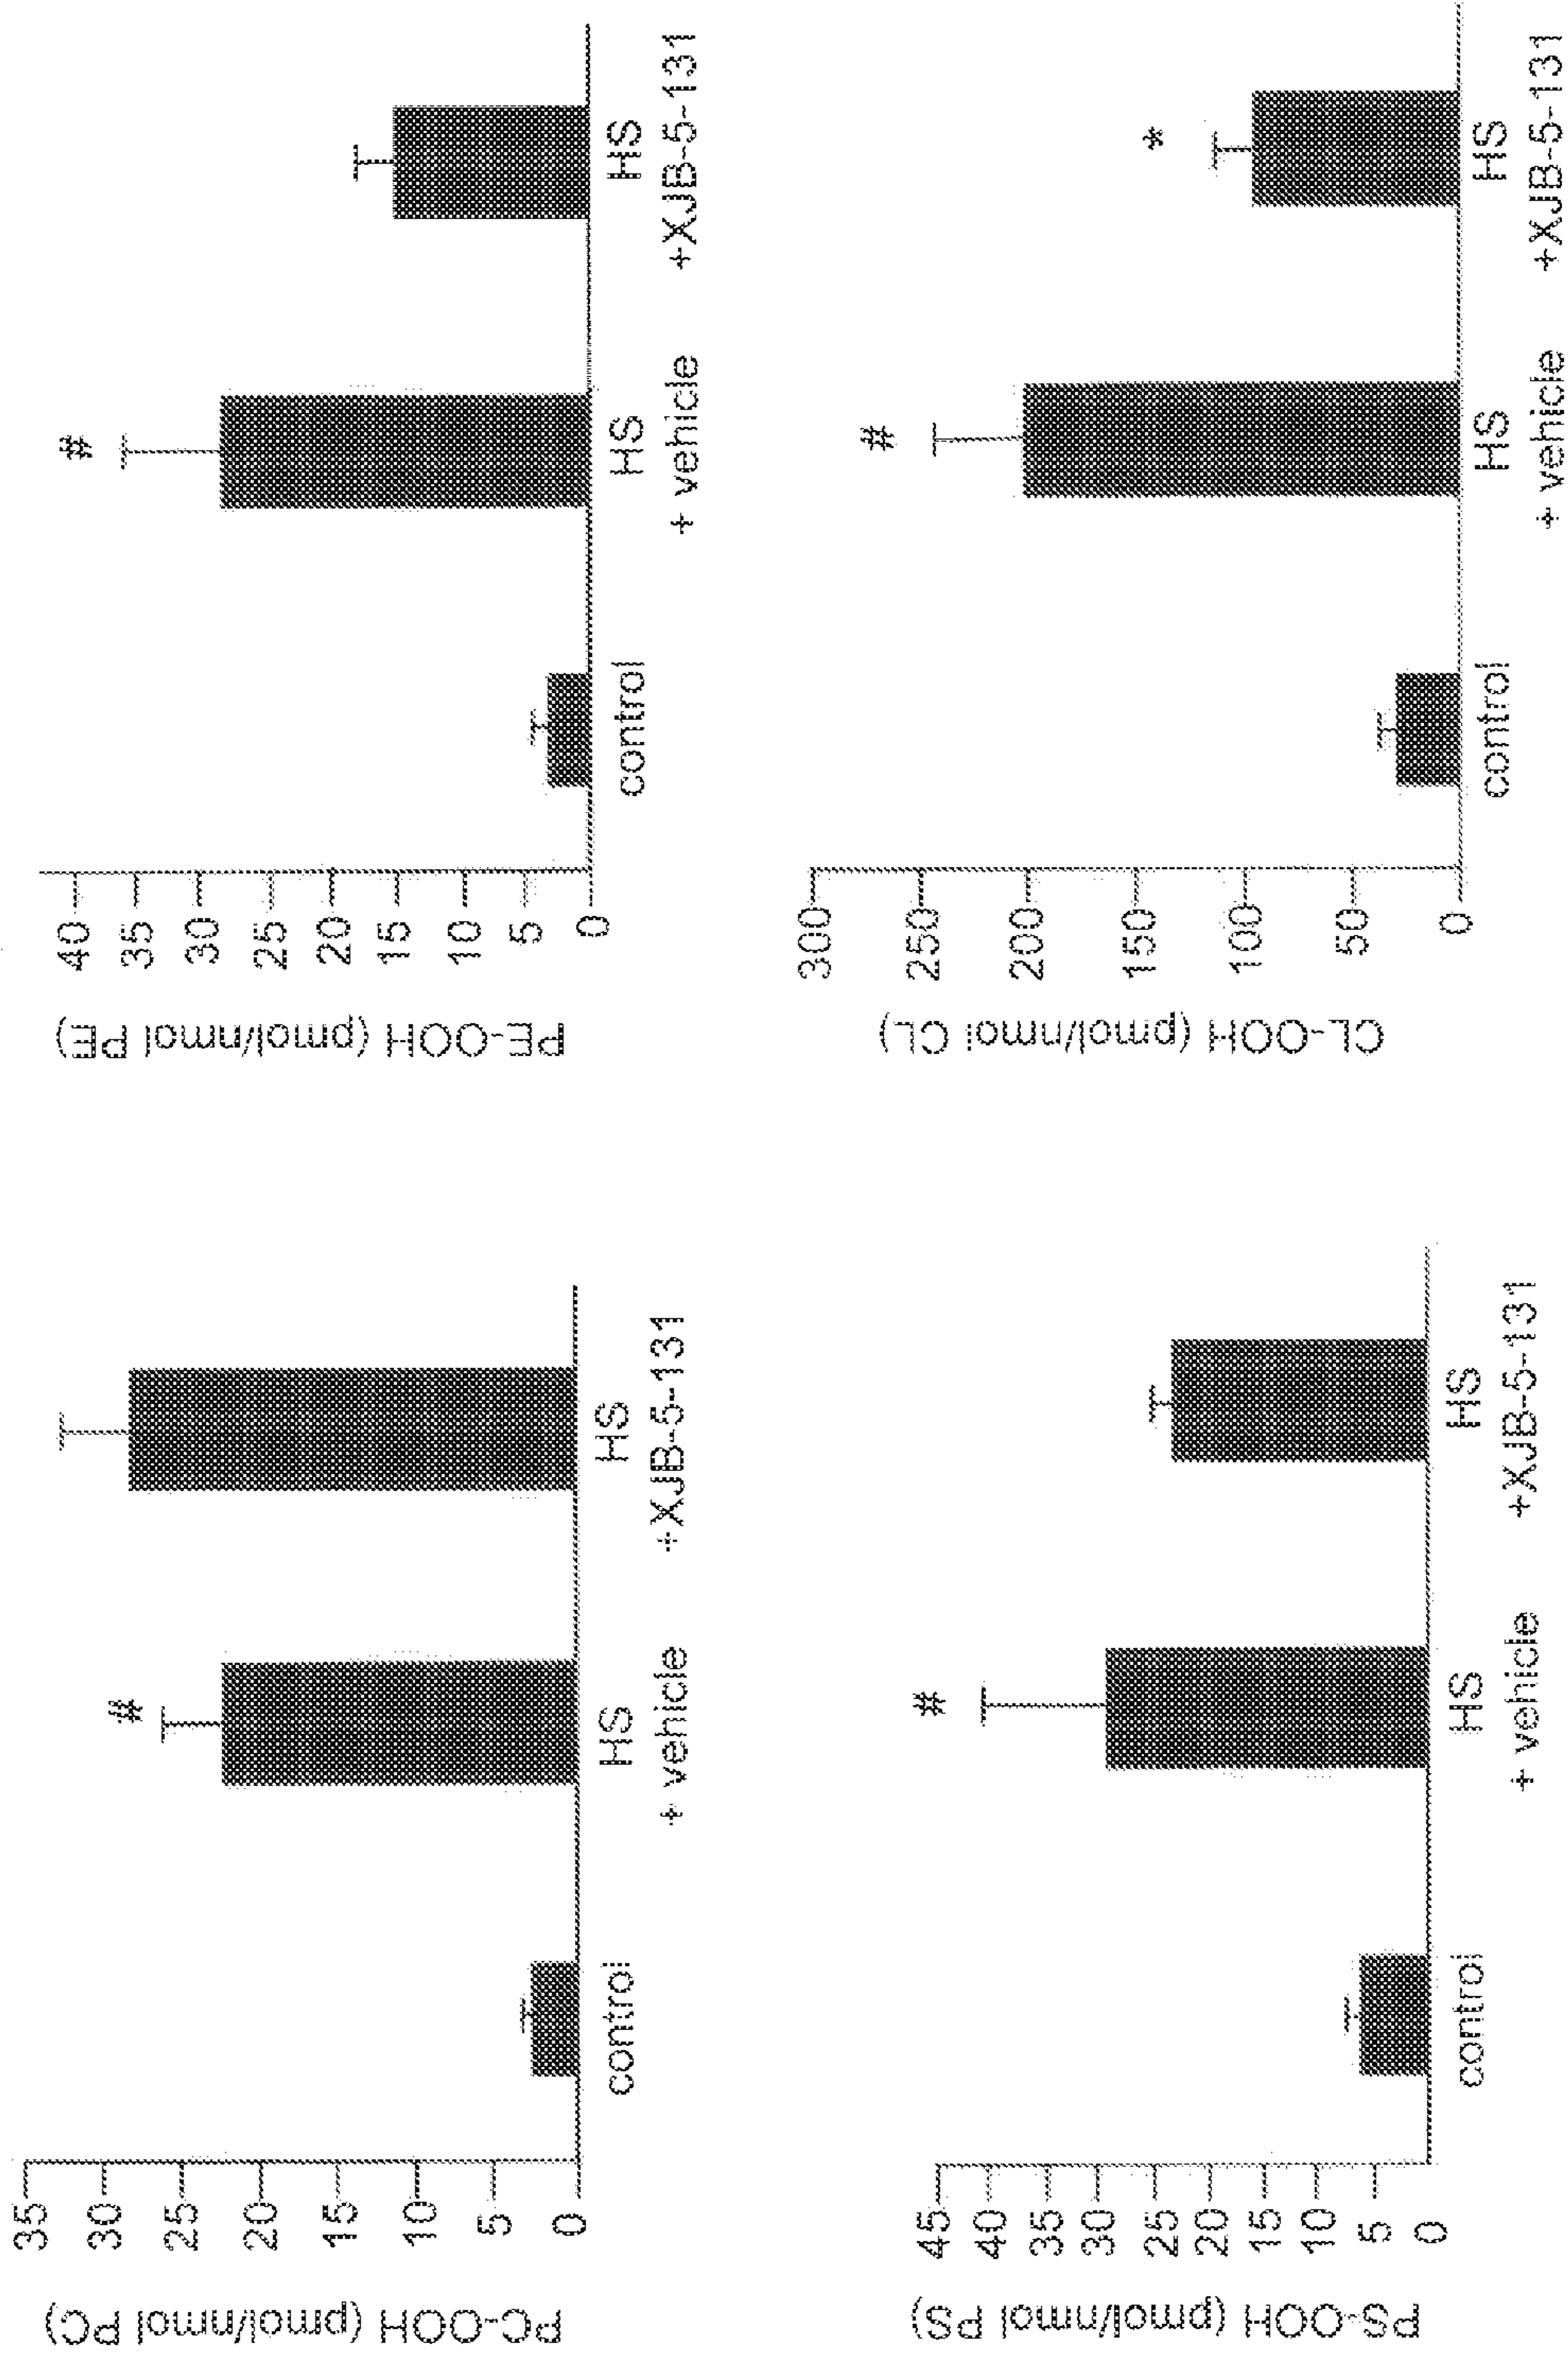 PC-OOH (pmol/nmol PC)
35
30
25
20
15
10
5
0
#
control
HS
+ vehicle
HS
+XJB-5-131
PE-OOH (pmol/nmol PE)
40
35
30
25
20
15
10
5
0
#
control
HS
+ vehicle
HS
+XJB-5-131
PS-OOH (pmol/nmol PS)
45
40
35
30
25
20
15
10
5
0
#
control
HS
+ vehicle
HS
+XJB-5-131
CL-OOH (pmol/nmol CL)
300
250
200
150
100
50
0
#
*
control
HS
+ vehicle
HS
+XJB-5-131